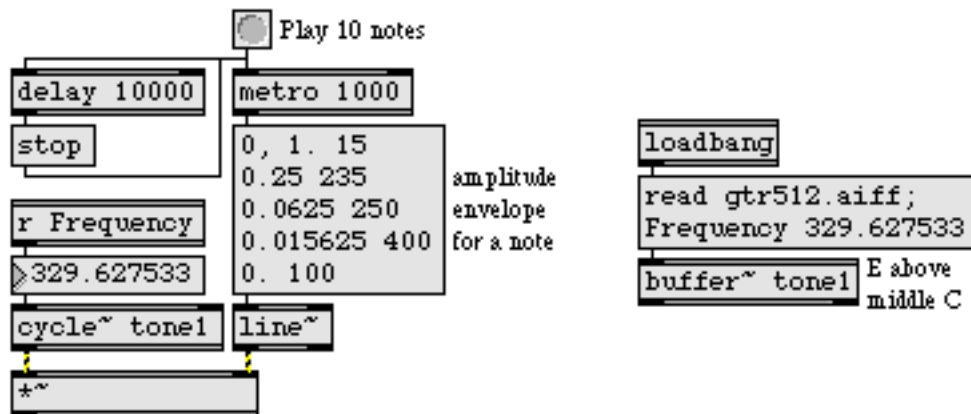 Play 10 notes
delay 10000
metro 1000
stop
0, 1. 15
0.25 235
0.0625 250
0.015625 400
0. 100
amplitude
envelope
for a note
r Frequency
329.627533
cycle~ tone1
line~
*~
loadbang
read gtr512.aiff;
Frequency 329.627533
buffer~ tone1
E above
middle C